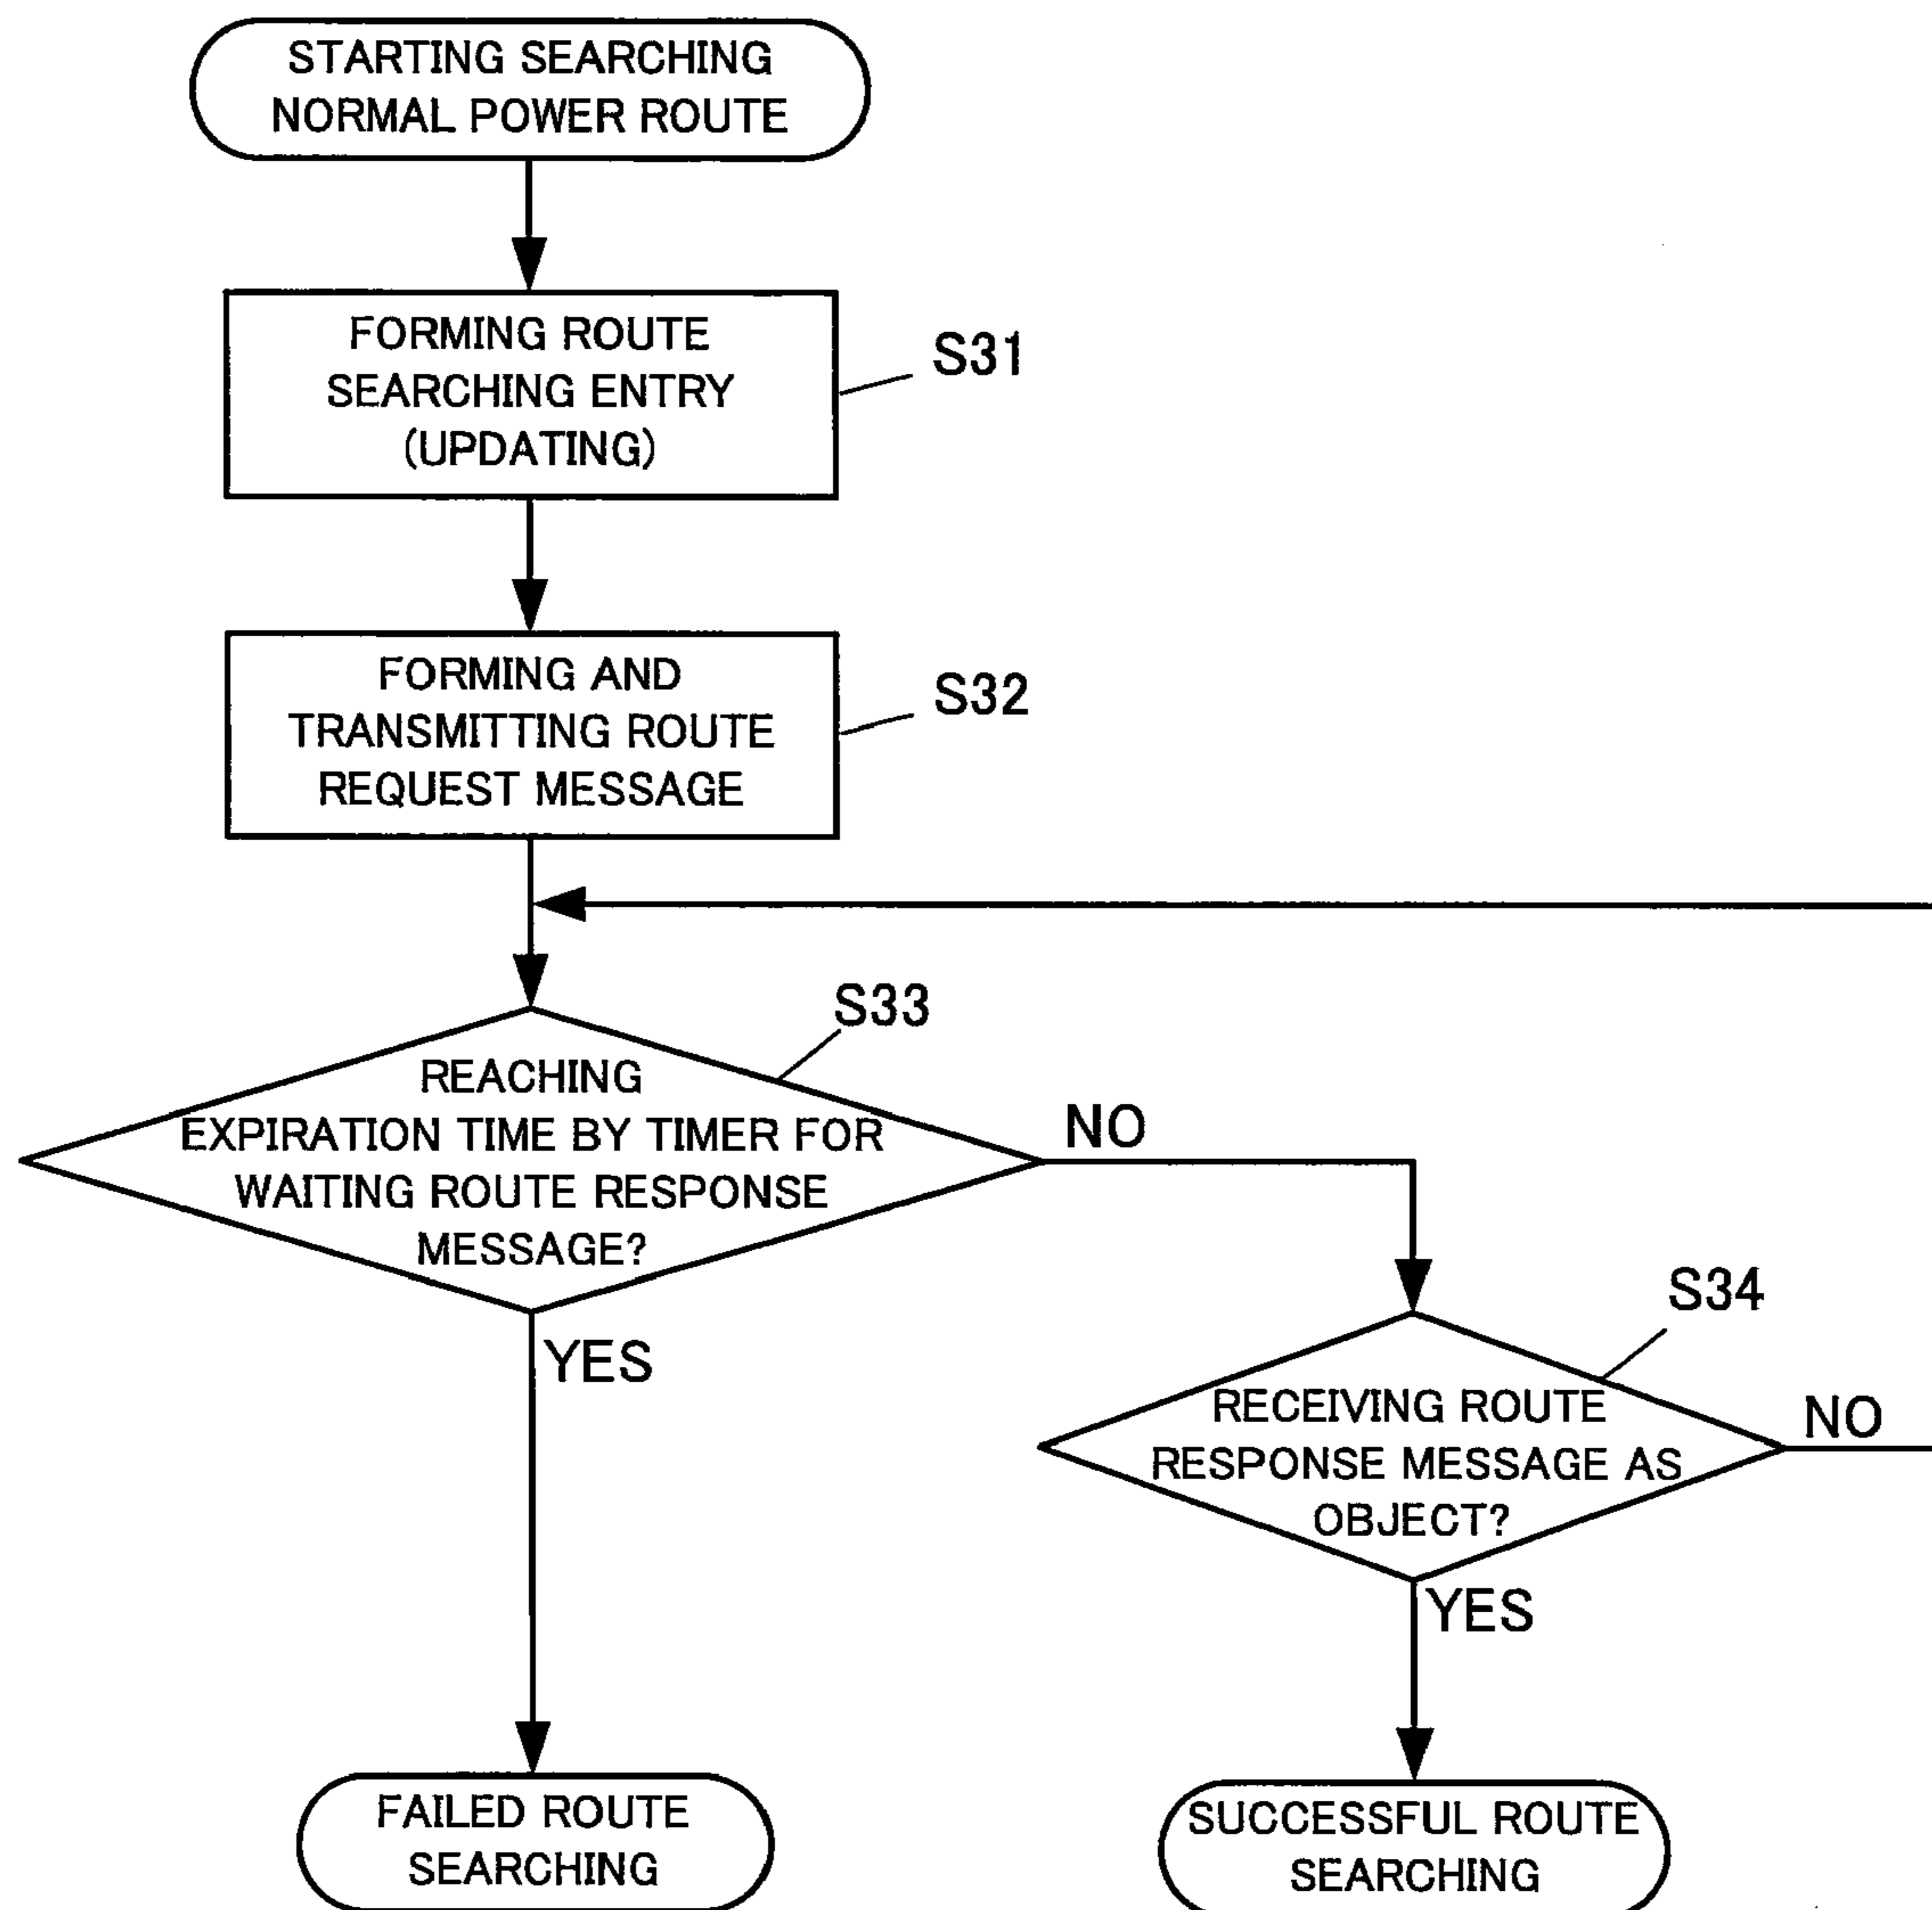 STARTING SEARCHING
NORMAL POWER ROUTE
FORMING ROUTE
SEARCHING ENTRY
(UPDATING)
S31
FORMING AND
TRANSMITTING ROUTE
REQUEST MESSAGE
S32
S33
REACHING
EXPIRATION TIME BY TIMER FOR
WAITING ROUTE RESPONSE
MESSAGE?
NO
YES
S34
RECEIVING ROUTE
RESPONSE MESSAGE AS
OBJECT?
NO
YES
FAILED ROUTE
SEARCHING
SUCCESSFUL ROUTE
SEARCHING